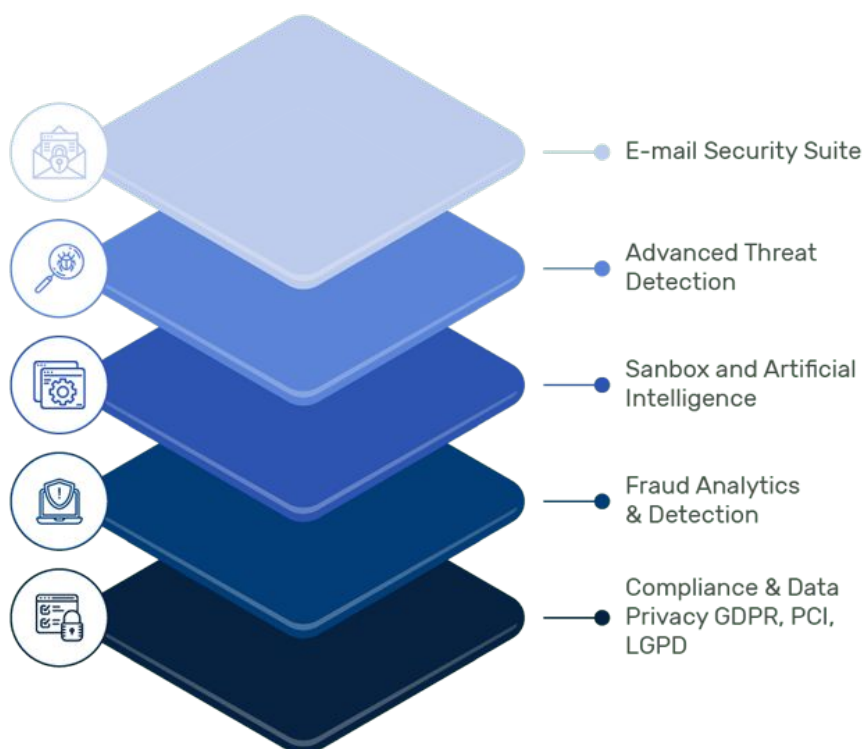 E-mail Security Suite
Advanced Threat
Detection
Sanbox and Artificial
Intelligence
Fraud Analytics
& Detection
Compliance & Data
Privacy GDPR, PCI,
LGPD